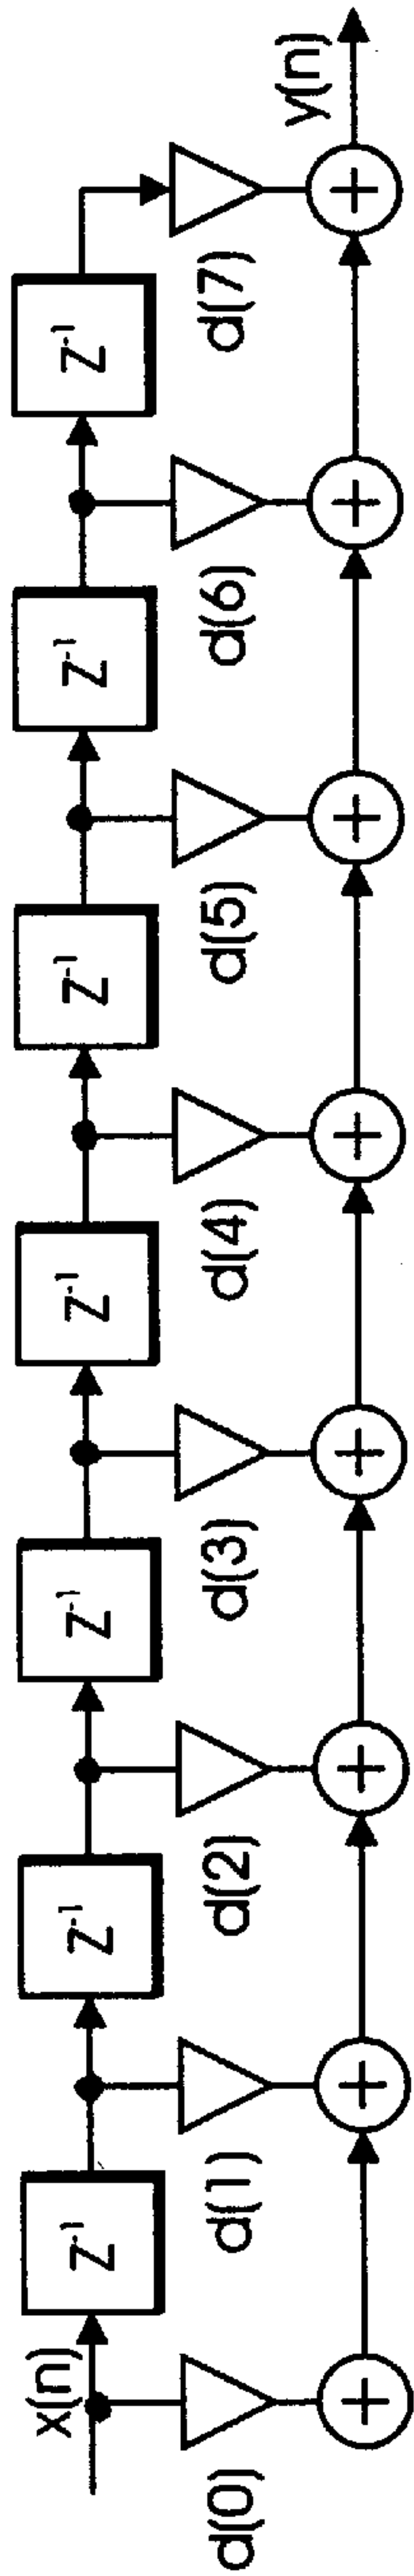 x(n)
Z-1
Z-1
Z-1
Z-1
Z-1
Z-1
Z-1
d(0)
d(1)
d(2)
d(3)
d(4)
d(5)
d(6)
d(7)
y(n)
+
+
+
+
+
+
+
+